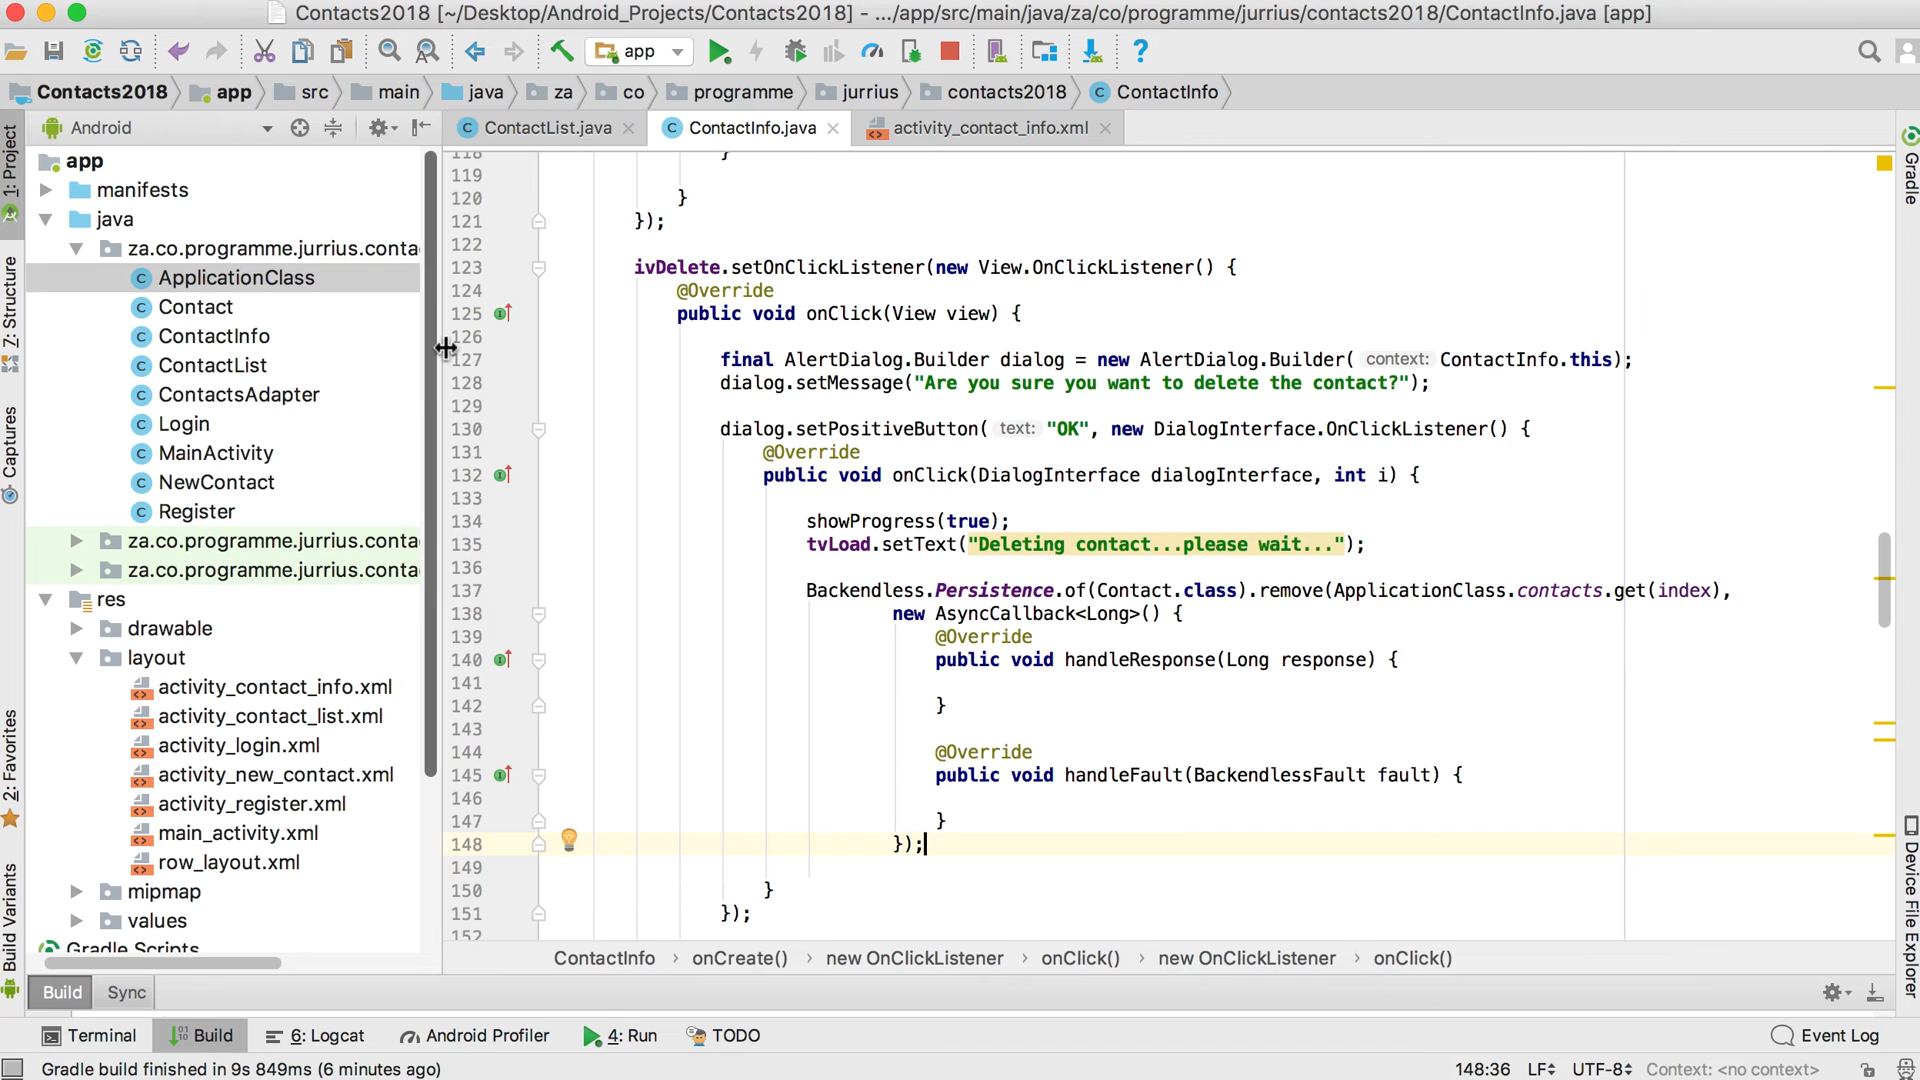 Contacts2018 [~/Desktop/Android_Projects/Contacts2018] - .../app/src/main/java/za/co/programme/jurrius/contacts2018/ContactInfo.java [app]
app
Contacts2018 app src main java za co programme jurrius contacts2018 ContactInfo
Android
ContactList.java ContactInfo.java activity_contact_info.xml
1: Project
Z: Structure
Captures
2: Favorites
Build Variants
app
manifests
java
za.co.programme.jurrius.conta
ApplicationClass
Contact
ContactInfo
ContactList
ContactsAdapter
Login
MainActivity
NewContact
Register
za.co.programme.jurrius.conta
za.co.programme.jurrius.conta
res
drawable
layout
activity_contact_info.xml
activity_contact_list.xml
activity_login.xml
activity_new_contact.xml
activity_register.xml
main_activity.xml
row_layout.xml
mipmap
values
Gradle Scripts
118 }
119
120 }
121 });
122
123 ivDelete.setOnClickListener(new View.OnClickListener() {
124 @Override
125 public void onClick(View view) {
126
127 final AlertDialog.Builder dialog = new AlertDialog.Builder( context: ContactInfo.this);
128 dialog.setMessage("Are you sure you want to delete the contact?");
129
130 dialog.setPositiveButton( text: "OK", new DialogInterface.OnClickListener() {
131 @Override
132 public void onClick(DialogInterface dialogInterface, int i) {
133
134 showProgress(true);
135 tvLoad.setText("Deleting contact...please wait...");
136
137 Backendless.Persistence.of(Contact.class).remove(ApplicationClass.contacts.get(index),
138 new AsyncCallback<Long>() {
139 @Override
140 public void handleResponse(Long response) {
141
142 }
143
144 @Override
145 public void handleFault(BackendlessFault fault) {
146
147 }
148 });
149
150 }
151 });
152
Gradle
Device File Explorer
ContactInfo › onCreate() › new OnClickListener › onClick() › new OnClickListener › onClick()
Build Sync
Terminal Build 6: Logcat Android Profiler 4: Run TODO Event Log
Gradle build finished in 9s 849ms (6 minutes ago) 148:36 LF UTF-8 Context: <no context>